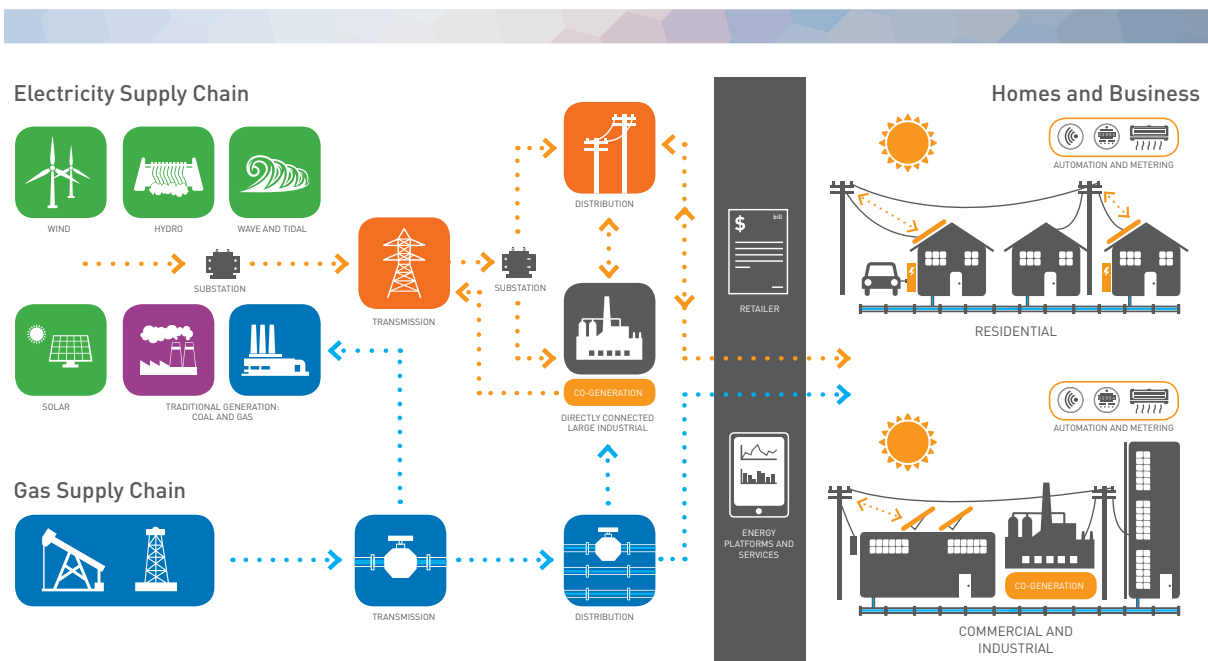 Electricity Supply Chain
WIND
HYDRO
WAVE AND TIDAL
SUBSTATION
SOLAR
TRADITIONAL GENERATION:
COAL AND GAS
TRANSMISSION
SUBSTATION
DISTRIBUTION
CO-GENERATION
DIRECTLY CONNECTED
LARGE INDUSTRIAL
Gas Supply Chain
TRANSMISSION
DISTRIBUTION
$
bill
RETAILER
ENERGY
PLATFORMS AND
SERVICES
Homes and Business
AUTOMATION AND METERING
RESIDENTIAL
AUTOMATION AND METERING
CO-GENERATION
COMMERCIAL AND
INDUSTRIAL